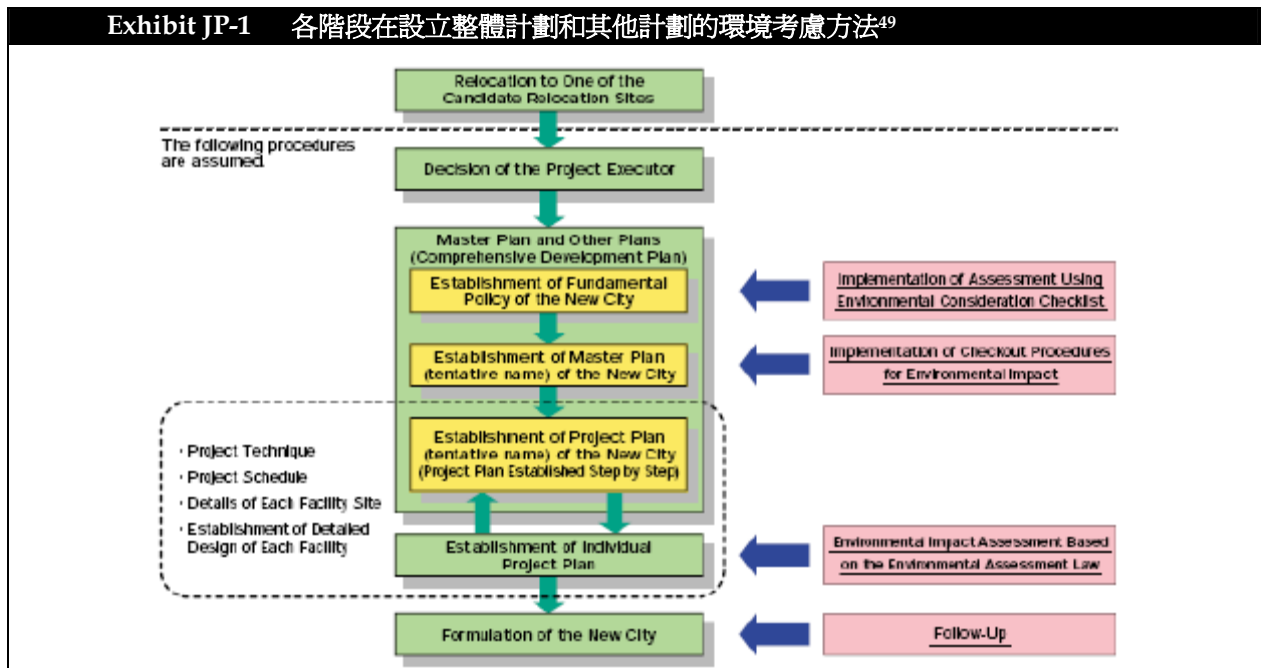 Exhibit JP-1 各階段在設立整體計劃和其他計劃的環境考慮方法49
Relocation to One of the
Candidate Relocation Sites
The following procedures
are assumed.
Decision of the Project Executor
Master Plan and Other Plans
(Comprehensive Development Plan)
Establishment of Fundamental
Policy of the New City
Implementation of Assessment Using
Environmental Consideration Checklist
Establishment of Master Plan
(tentative name) of the New City
Implementation of Checkout Procedures
for Environmental Impact
Establishment of Project Plan
(tentative name) of the New City
(Project Plan Established Step by Step)
· Project Technique
· Project Schedule
· Details of Each Facility Site
· Establishment of Detailed
Design of Each Facility
Establishment of Individual
Project Plan
Environmental Impact Assessment Based
on the Environmental Assessment Law
Formulation of the New City
Follow-Up